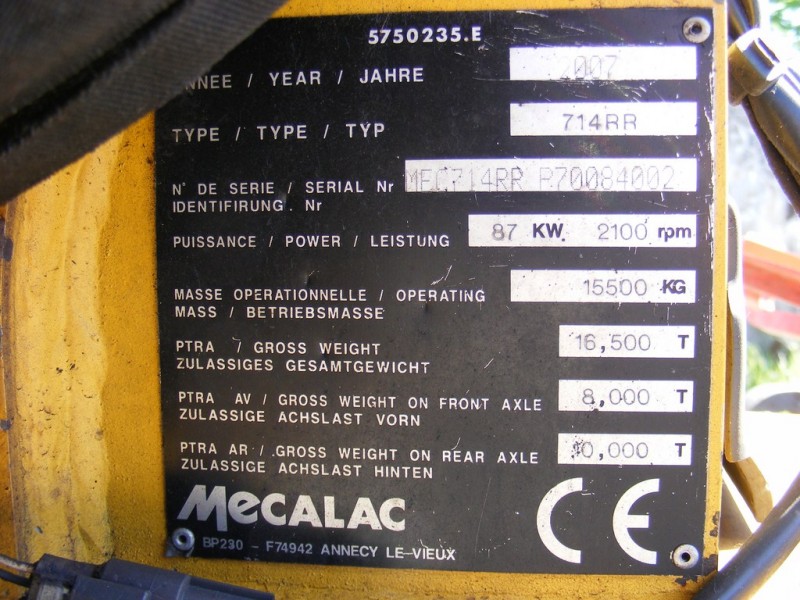 5750235.E
NNEE / YEAR / JAHRE 2007
TYPE / TYPE / TYP 714RR
N° DE SERIE / SERIAL Nr MEC714RR P70084002
IDENTIFIRUNG. Nr
PUISSANCE / POWER / LEISTUNG 87 KW. 2100 rpm
MASSE OPERATIONNELLE / OPERATING 15500 KG
MASS / BETRIEBSMASSE
PTRA / GROSS WEIGHT 16,500 T
ZULASSIGES GESAMTGEWICHT
PTRA AV / GROSS WEIGHT ON FRONT AXLE 8,000 T
ZULASSIGE ACHSLAST VORN
PTRA AR / GROSS WEIGHT ON REAR AXLE 10,000 T
ZULASSIGE ACHSLAST HINTEN
MeCALAC CE
BP230 - F74942 ANNECY LE-VIEUX